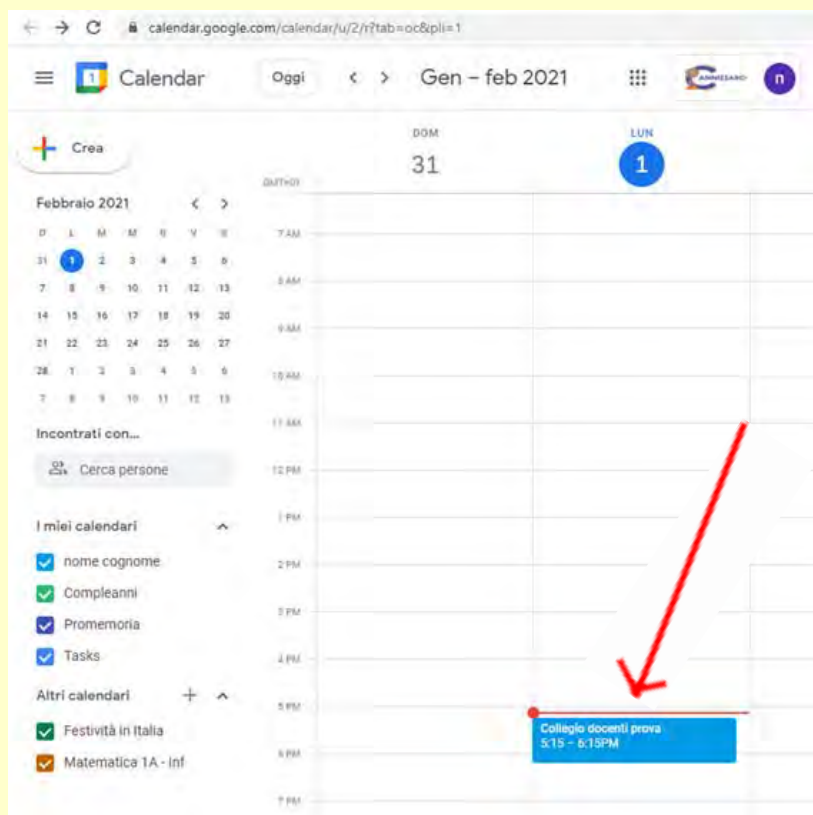 calendar.google.com/calendar/u/2/r?tab=oc&pli=1
1 Calendar Oggi Gen – feb 2021 CANNIZZARO n
Crea
DOM LUN
31 1
Febbraio 2021
D L M M G V S
31 1 2 3 4 5 6
7 8 9 10 11 12 13
14 15 16 17 18 19 20
21 22 23 24 25 26 27
28 1 2 3 4 5 6
7 8 9 10 11 12 13
Incontrati con...
Cerca persone
I miei calendari
nome cognome
Compleanni
Promemoria
Tasks
Altri calendari
Festività in Italia
Matematica 1A - inf
GMT+01
7 AM
8 AM
9 AM
10 AM
11 AM
12 PM
1 PM
2 PM
3 PM
4 PM
5 PM
Collegio docenti prova
5:15 – 6:15PM
6 PM
7 PM